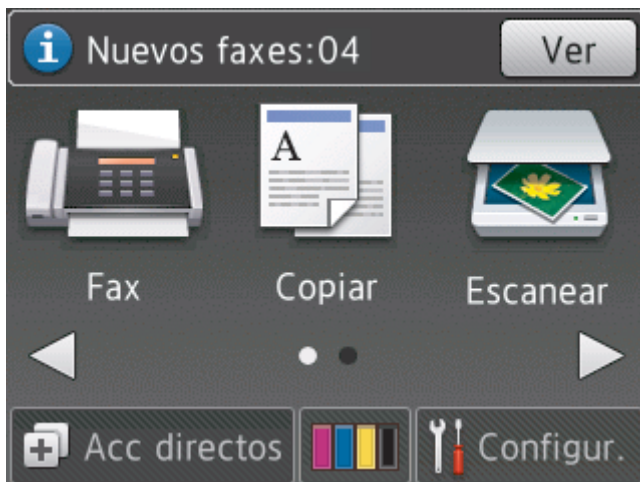 Nuevos faxes:04 Ver
A
Fax Copiar Escanear
Acc directos Configur.